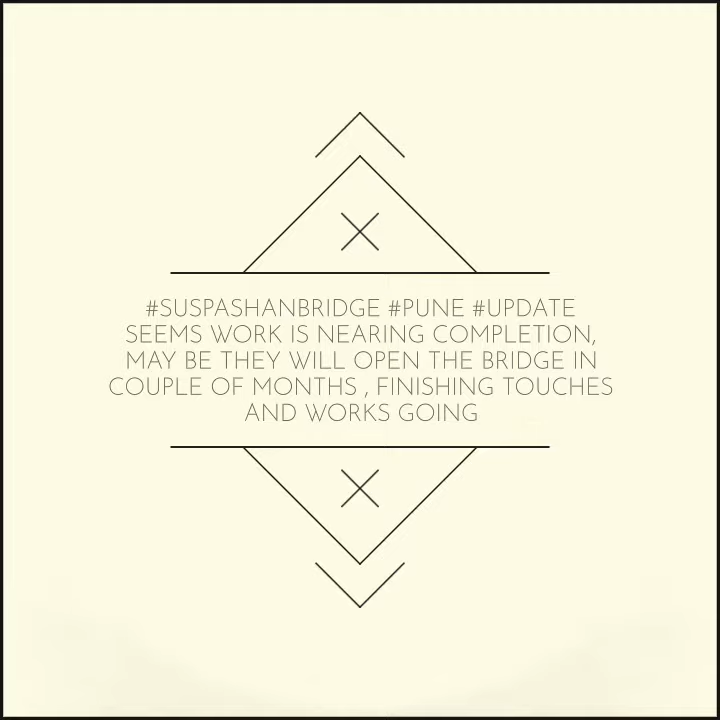 #SUSPASHANBRIDGE #PUNE #UPDATE
SEEMS WORK IS NEARING COMPLETION,
MAY BE THEY WILL OPEN THE BRIDGE IN
COUPLE OF MONTHS , FINISHING TOUCHES
AND WORKS GOING